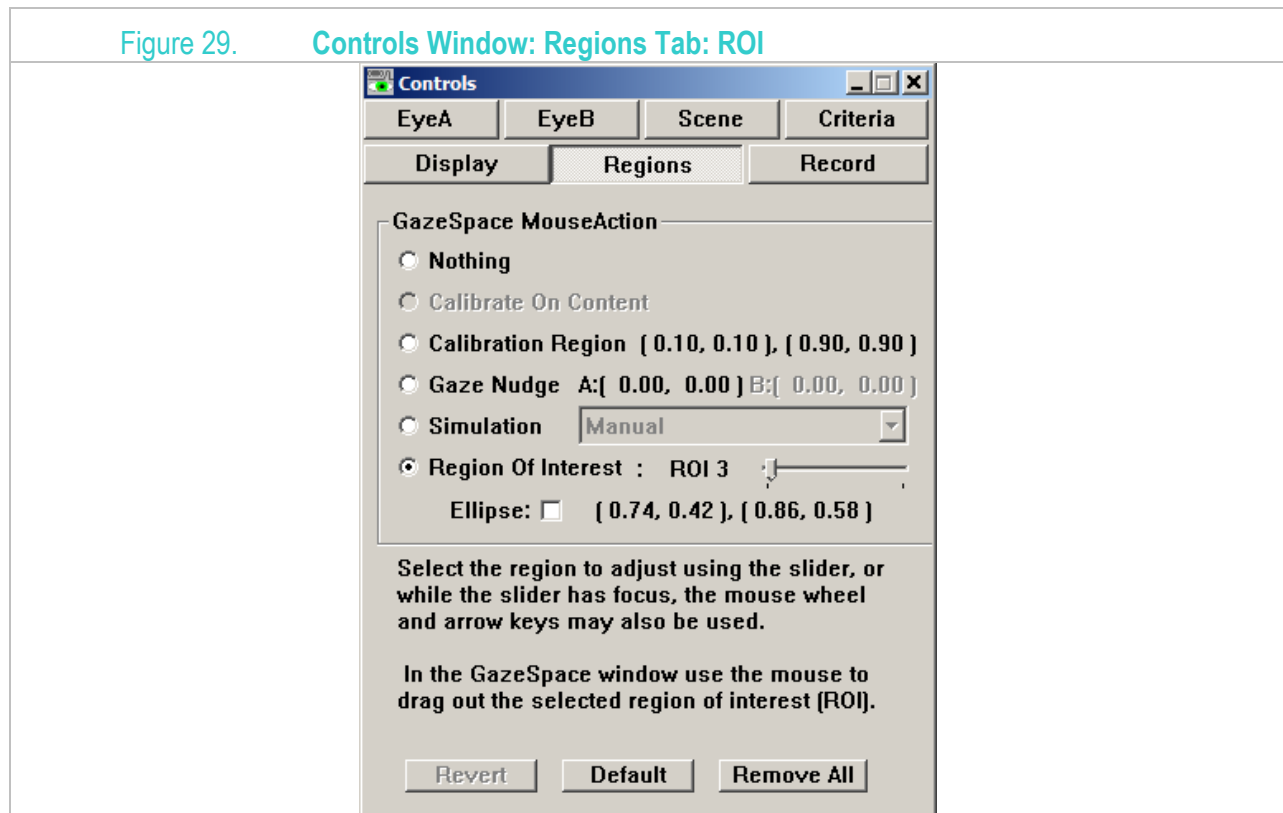 Figure 29. Controls Window: Regions Tab: ROI
Controls
EyeA EyeB Scene Criteria
Display Regions Record
GazeSpace MouseAction
Nothing
Calibrate On Content
Calibration Region ( 0.10, 0.10 ), ( 0.90, 0.90 )
Gaze Nudge A:( 0.00, 0.00 ) B:( 0.00, 0.00 )
Simulation Manual
Region Of Interest : ROI 3
Ellipse: ( 0.74, 0.42 ), ( 0.86, 0.58 )
Select the region to adjust using the slider, or
while the slider has focus, the mouse wheel
and arrow keys may also be used.
In the GazeSpace window use the mouse to
drag out the selected region of interest (ROI).
Revert Default Remove All